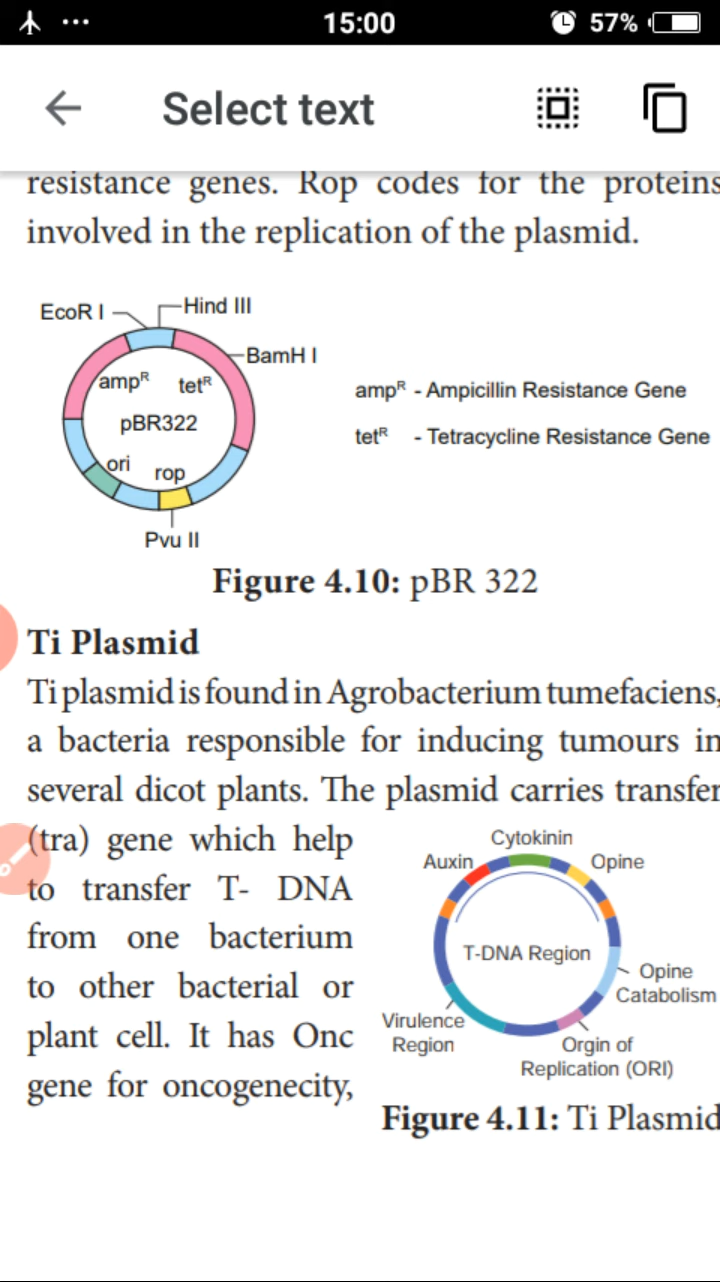 15:00
57%
Select text
resistance genes. Rop codes for the proteins
involved in the replication of the plasmid.
EcoR I
Hind III
BamH I
ampR
tetR
pBR322
ori
rop
Pvu II
ampR - Ampicillin Resistance Gene
tetR - Tetracycline Resistance Gene
Figure 4.10: pBR 322
Ti Plasmid
Ti plasmid is found in Agrobacterium tumefaciens,
a bacteria responsible for inducing tumours in
several dicot plants. The plasmid carries transfer
(tra) gene which help
to transfer T- DNA
from one bacterium
to other bacterial or
plant cell. It has Onc
gene for oncogenecity,
Cytokinin
Auxin
Opine
T-DNA Region
Opine
Catabolism
Virulence
Region
Orgin of
Replication (ORI)
Figure 4.11: Ti Plasmid